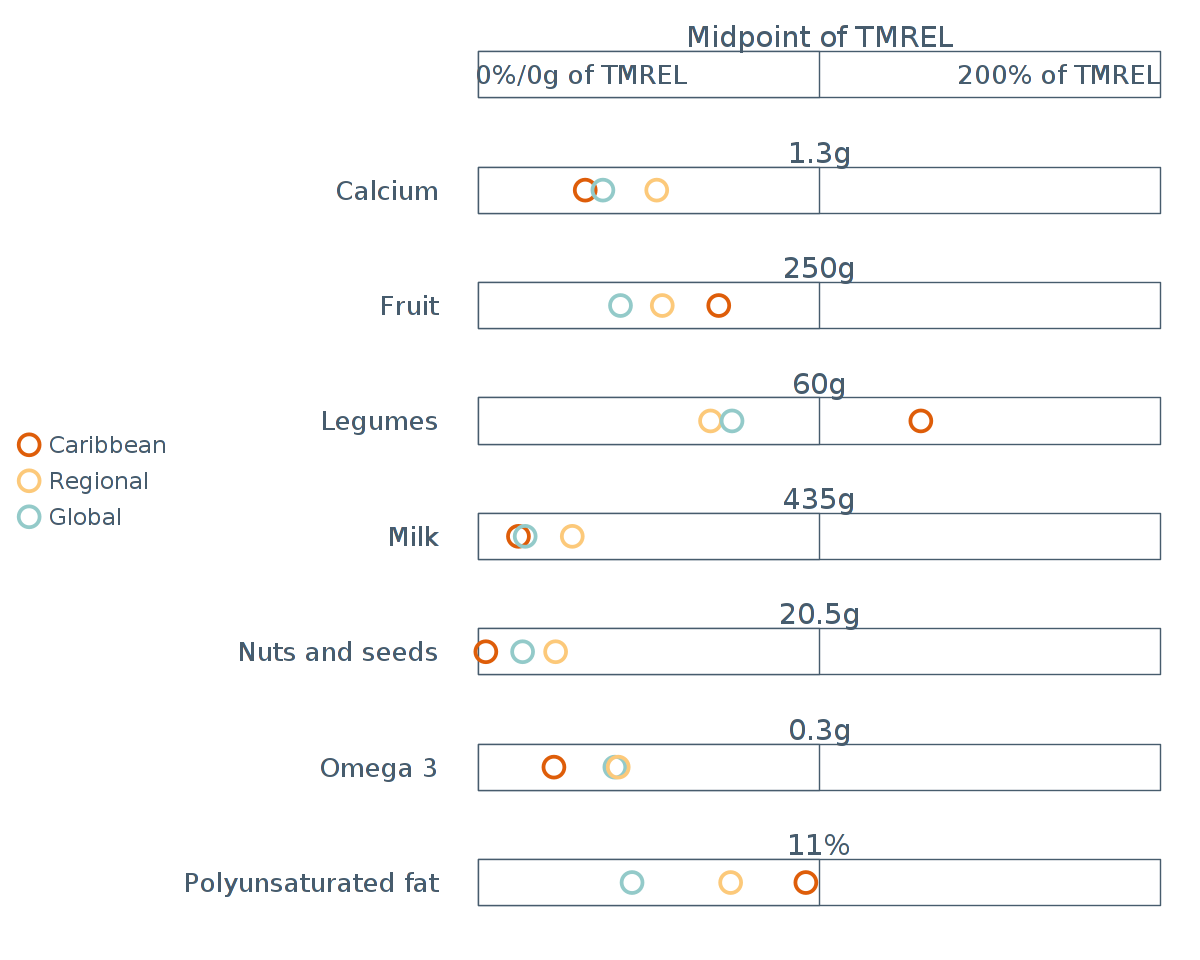 Midpoint of TMREL
0%/0g of TMREL
200% of TMREL
1.3g
Calcium
250g
Fruit
60g
Legumes
Caribbean
Regional
Global
435g
Milk
20.5g
Nuts and seeds
0.3g
Omega 3
11%
Polyunsaturated fat